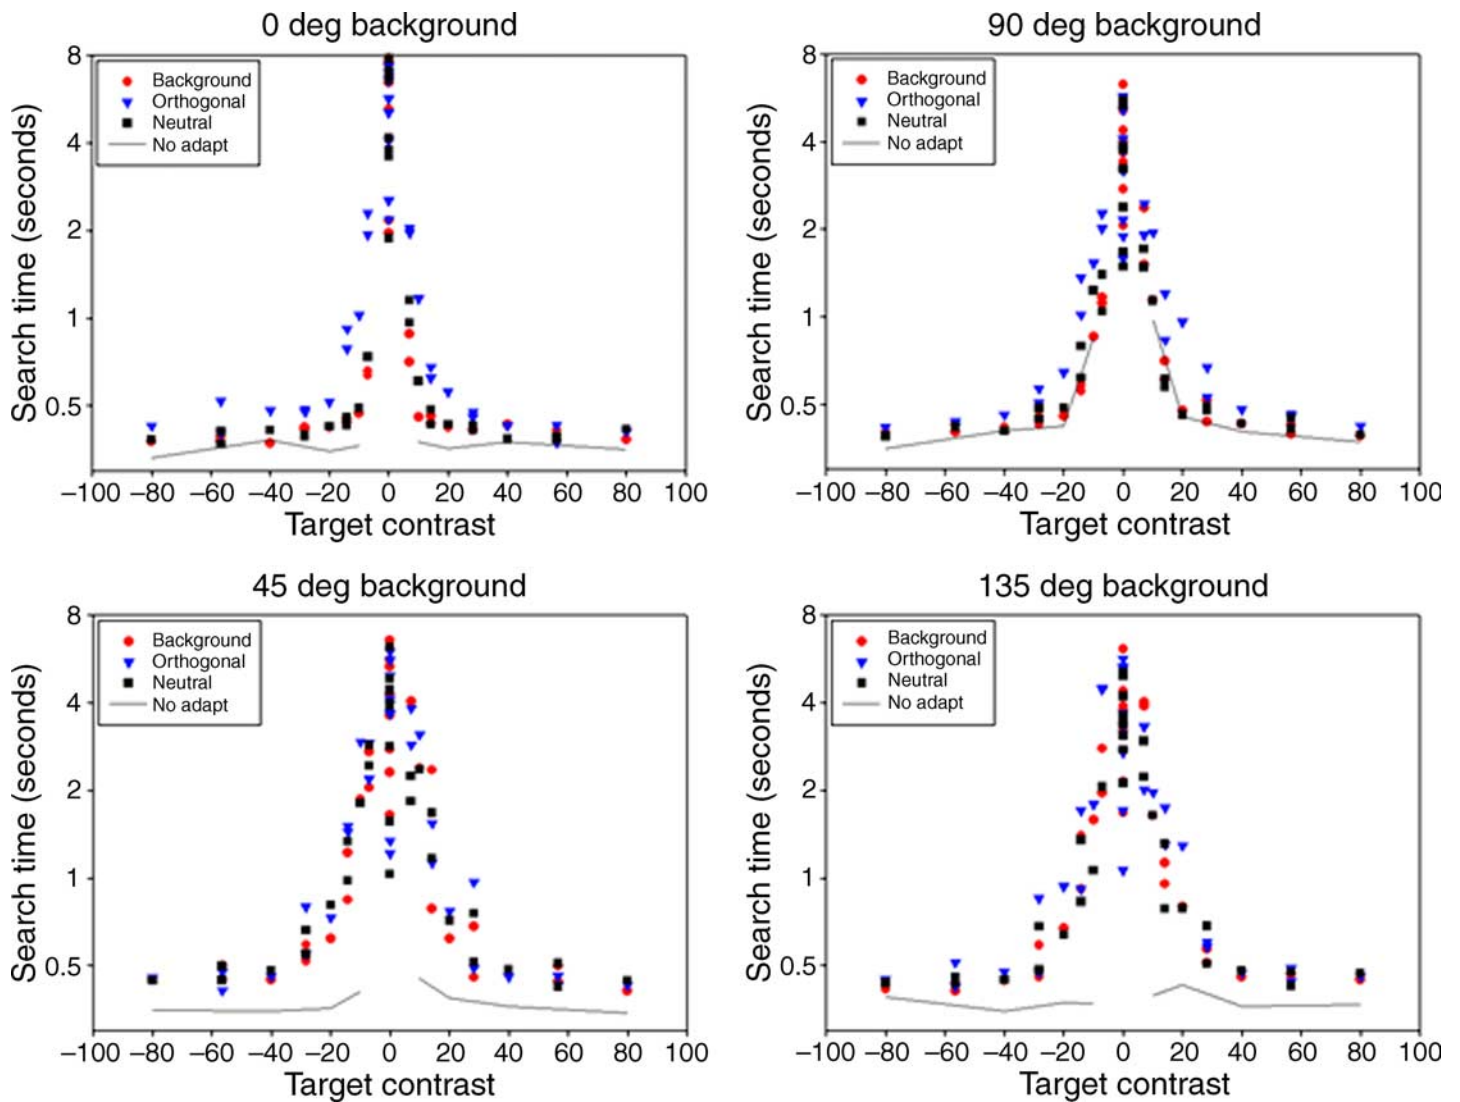 0 deg background
8
4
2
1
0.5
Search time (seconds)
Background
Orthogonal
Neutral
No adapt
–100 –80 –60 –40 –20 0 20 40 60 80 100
Target contrast
90 deg background
8
4
2
1
0.5
Search time (seconds)
Background
Orthogonal
Neutral
No adapt
–100 –80 –60 –40 –20 0 20 40 60 80 100
Target contrast
45 deg background
8
4
2
1
0.5
Search time (seconds)
Background
Orthogonal
Neutral
No adapt
–100 –80 –60 –40 –20 0 20 40 60 80 100
Target contrast
135 deg background
8
4
2
1
0.5
Search time (seconds)
Background
Orthogonal
Neutral
No adapt
–100 –80 –60 –40 –20 0 20 40 60 80 100
Target contrast